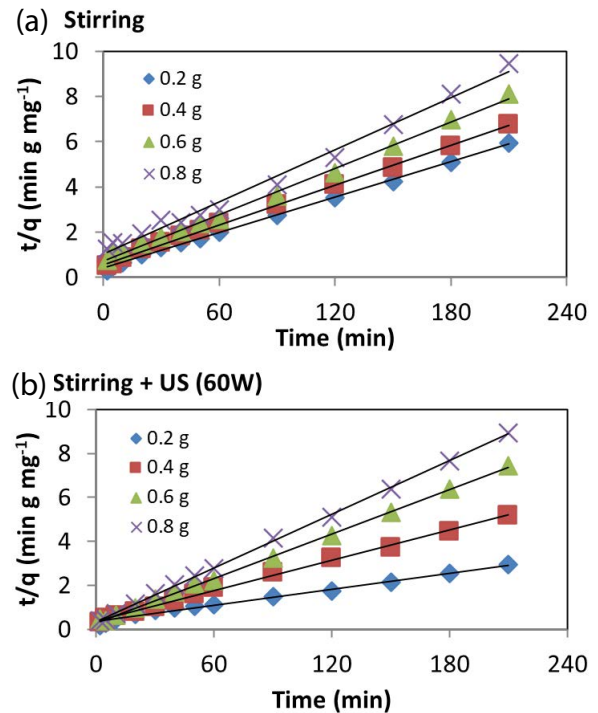 (a) Stirring
10
8
6
4
2
0
t/q (min g mg⁻¹)
0.2 g
0.4 g
0.6 g
0.8 g
0 60 120 180 240
Time (min)
(b) Stirring + US (60W)
10
8
6
4
2
0
t/q (min g mg⁻¹)
0.2 g
0.4 g
0.6 g
0.8 g
0 60 120 180 240
Time (min)